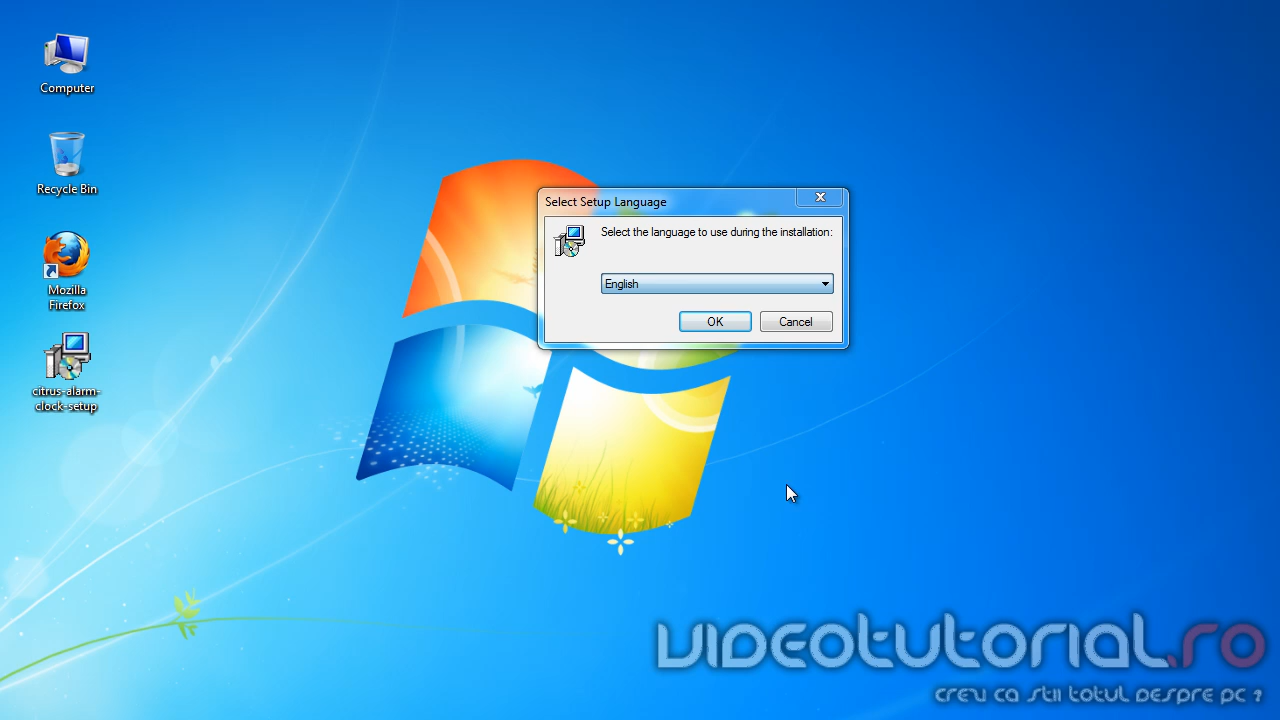 Computer
Recycle Bin
Mozilla
Firefox
citrus-alarm-
clock-setup
Select Setup Language
Select the language to use during the installation:
English
OK
Cancel
VIDEOTUTORIAL.RO
CREU CA STII TOTUL DESPRE PC ?